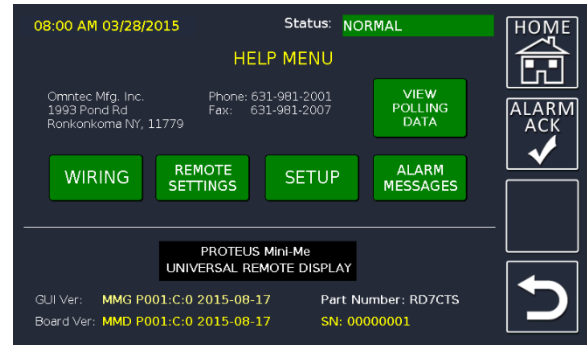 08:00 AM 03/28/2015 Status: NORMAL
HOME
HELP MENU
Omntec Mfg. Inc. Phone: 631-981-2001
1993 Pond Rd Fax: 631-981-2007
Ronkonkoma NY, 11779
VIEW
POLLING
DATA
ALARM
ACK
WIRING
REMOTE
SETTINGS
SETUP
ALARM
MESSAGES
PROTEUS Mini-Me
UNIVERSAL REMOTE DISPLAY
GUI Ver: MMG P001:C:0 2015-08-17 Part Number: RD7CTS
Board Ver: MMD P001:C:0 2015-08-17 SN: 00000001